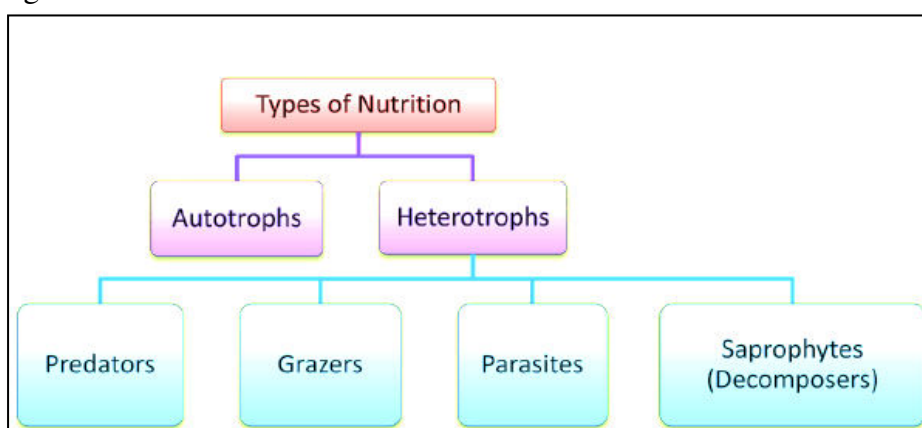 Types of Nutrition
Autotrophs
Heterotrophs
Predators
Grazers
Parasites
Saprophytes
(Decomposers)